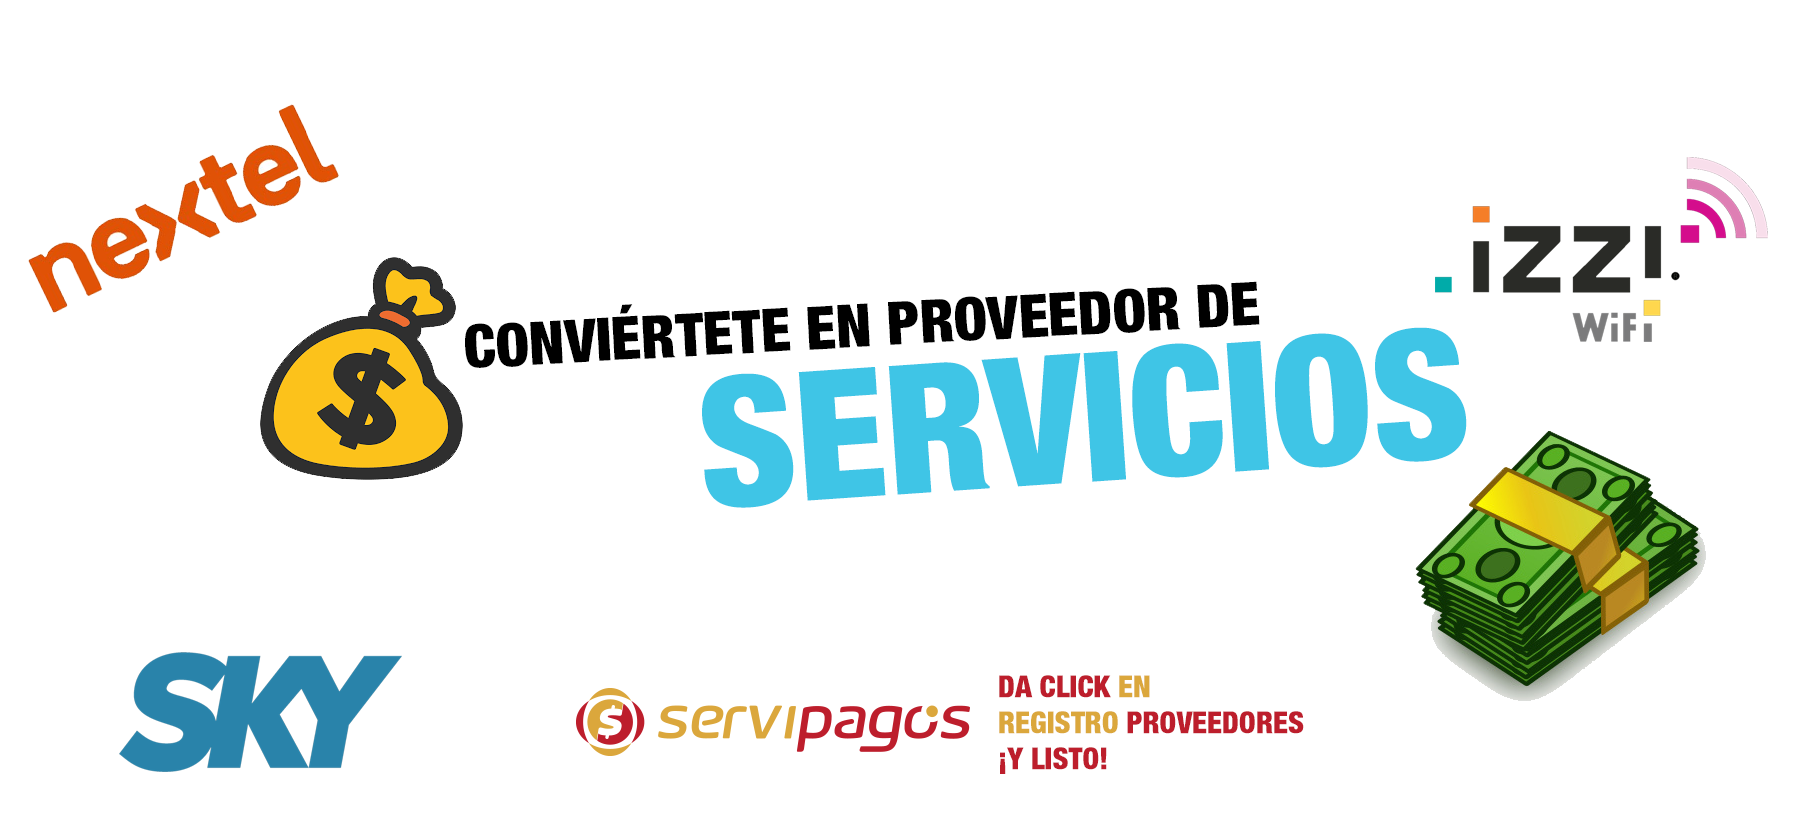 nextel
izzi.
WiFi
CONVIÉRTETE EN PROVEEDOR DE
SERVICIOS
$
SKY
$ servipagos
DA CLICK EN
REGISTRO PROVEEDORES
¡Y LISTO!